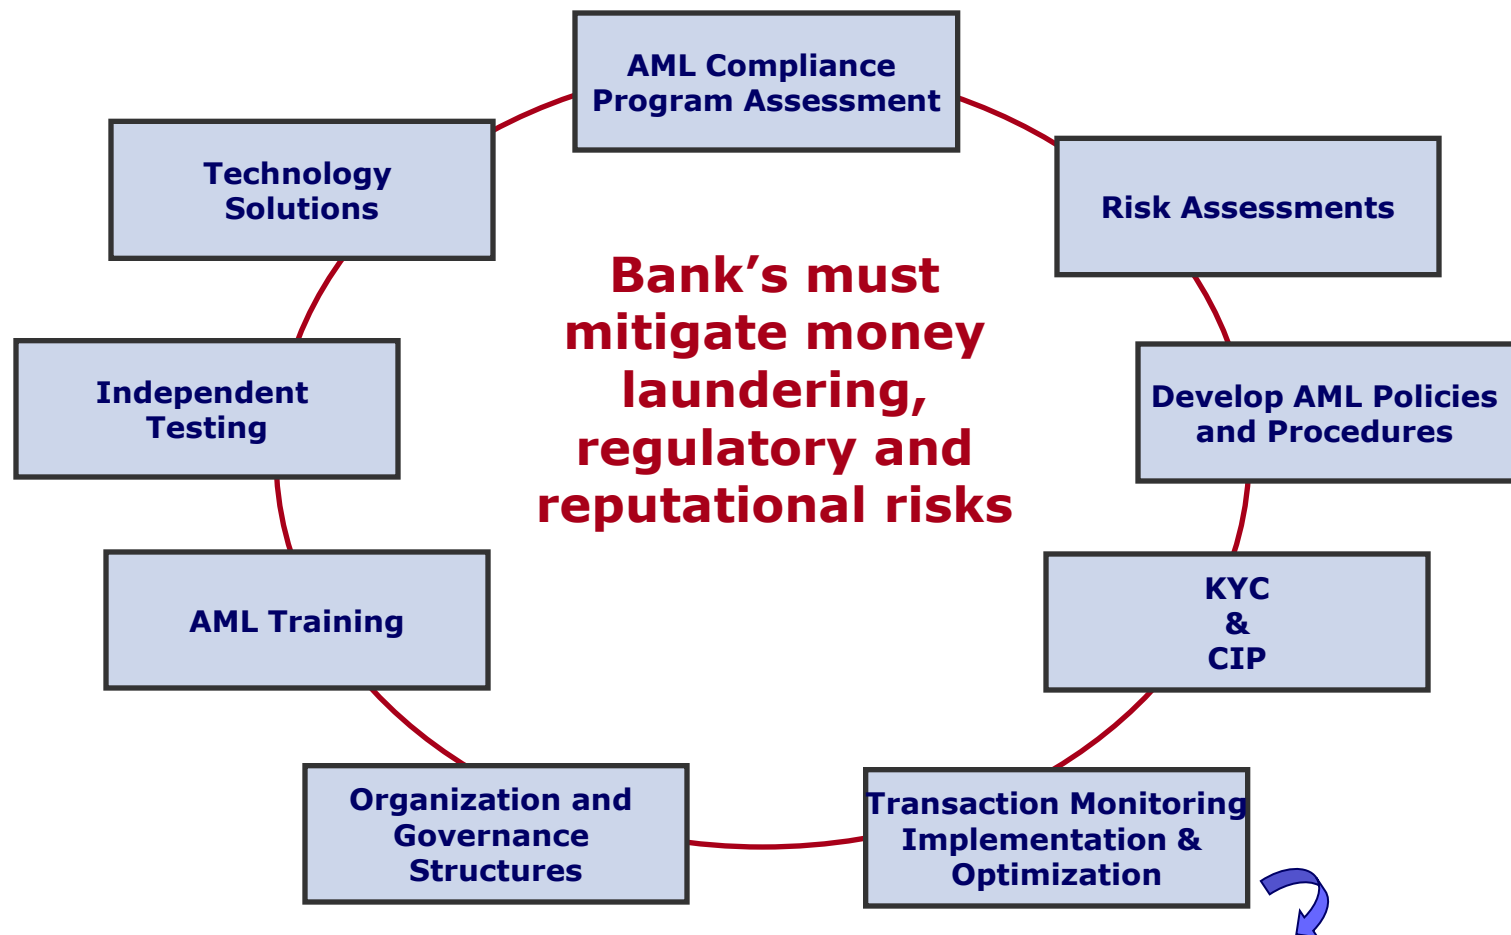 AML Compliance
Program Assessment
Technology
Solutions
Risk Assessments
Bank’s must
mitigate money
laundering,
regulatory and
reputational risks
Independent
Testing
Develop AML Policies
and Procedures
AML Training
KYC
&
CIP
Organization and
Governance
Structures
Transaction Monitoring
Implementation &
Optimization